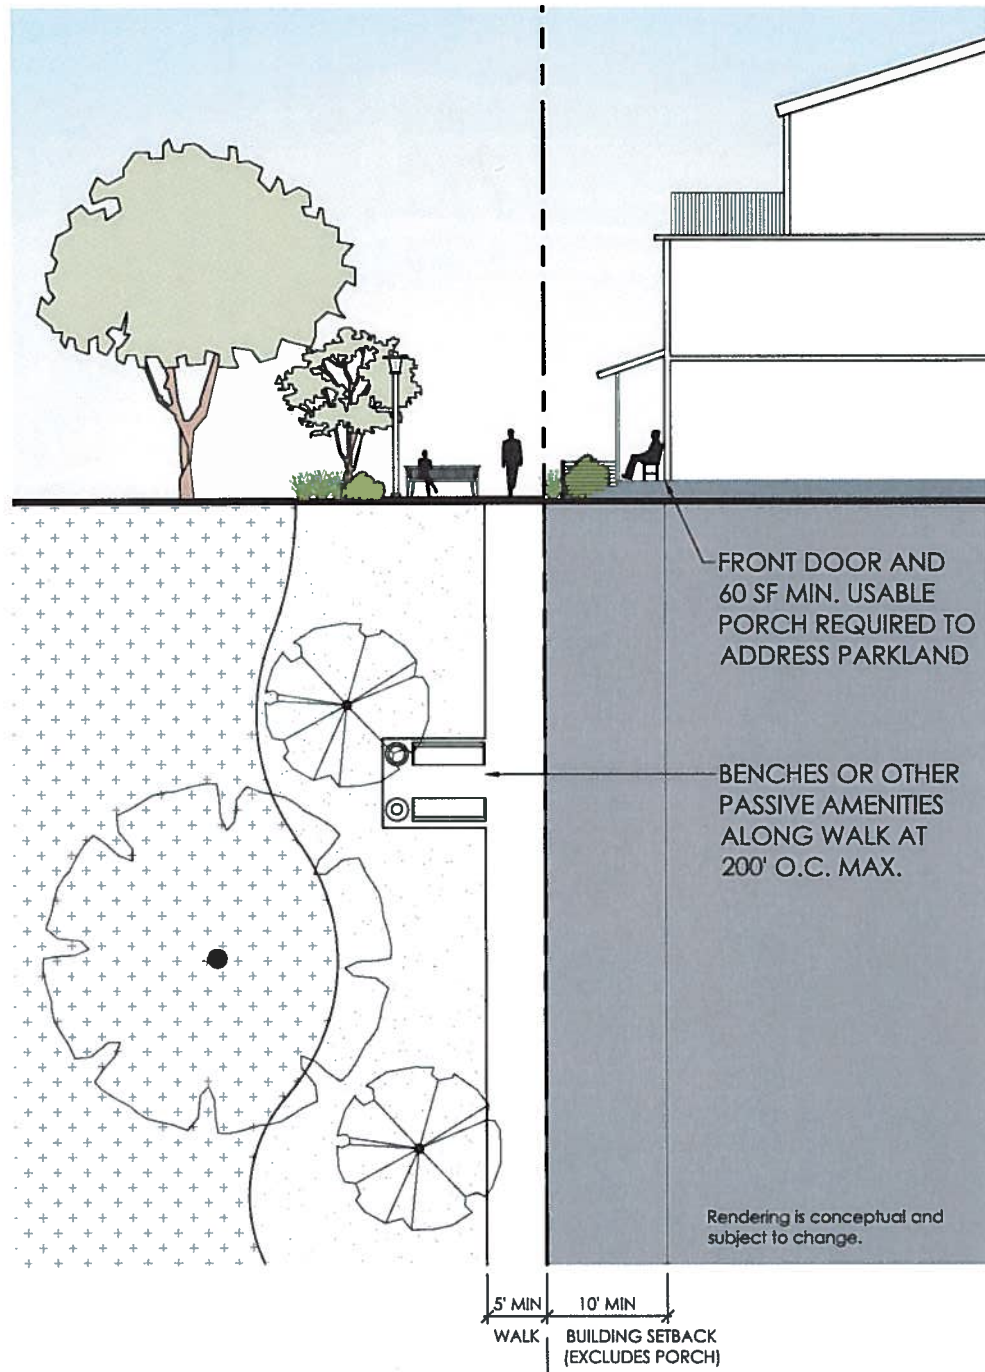 FRONT DOOR AND
60 SF MIN. USABLE
PORCH REQUIRED TO
ADDRESS PARKLAND
BENCHES OR OTHER
PASSIVE AMENITIES
ALONG WALK AT
200' O.C. MAX.
Rendering is conceptual and
subject to change.
5' MIN
10' MIN
WALK
BUILDING SETBACK
(EXCLUDES PORCH)